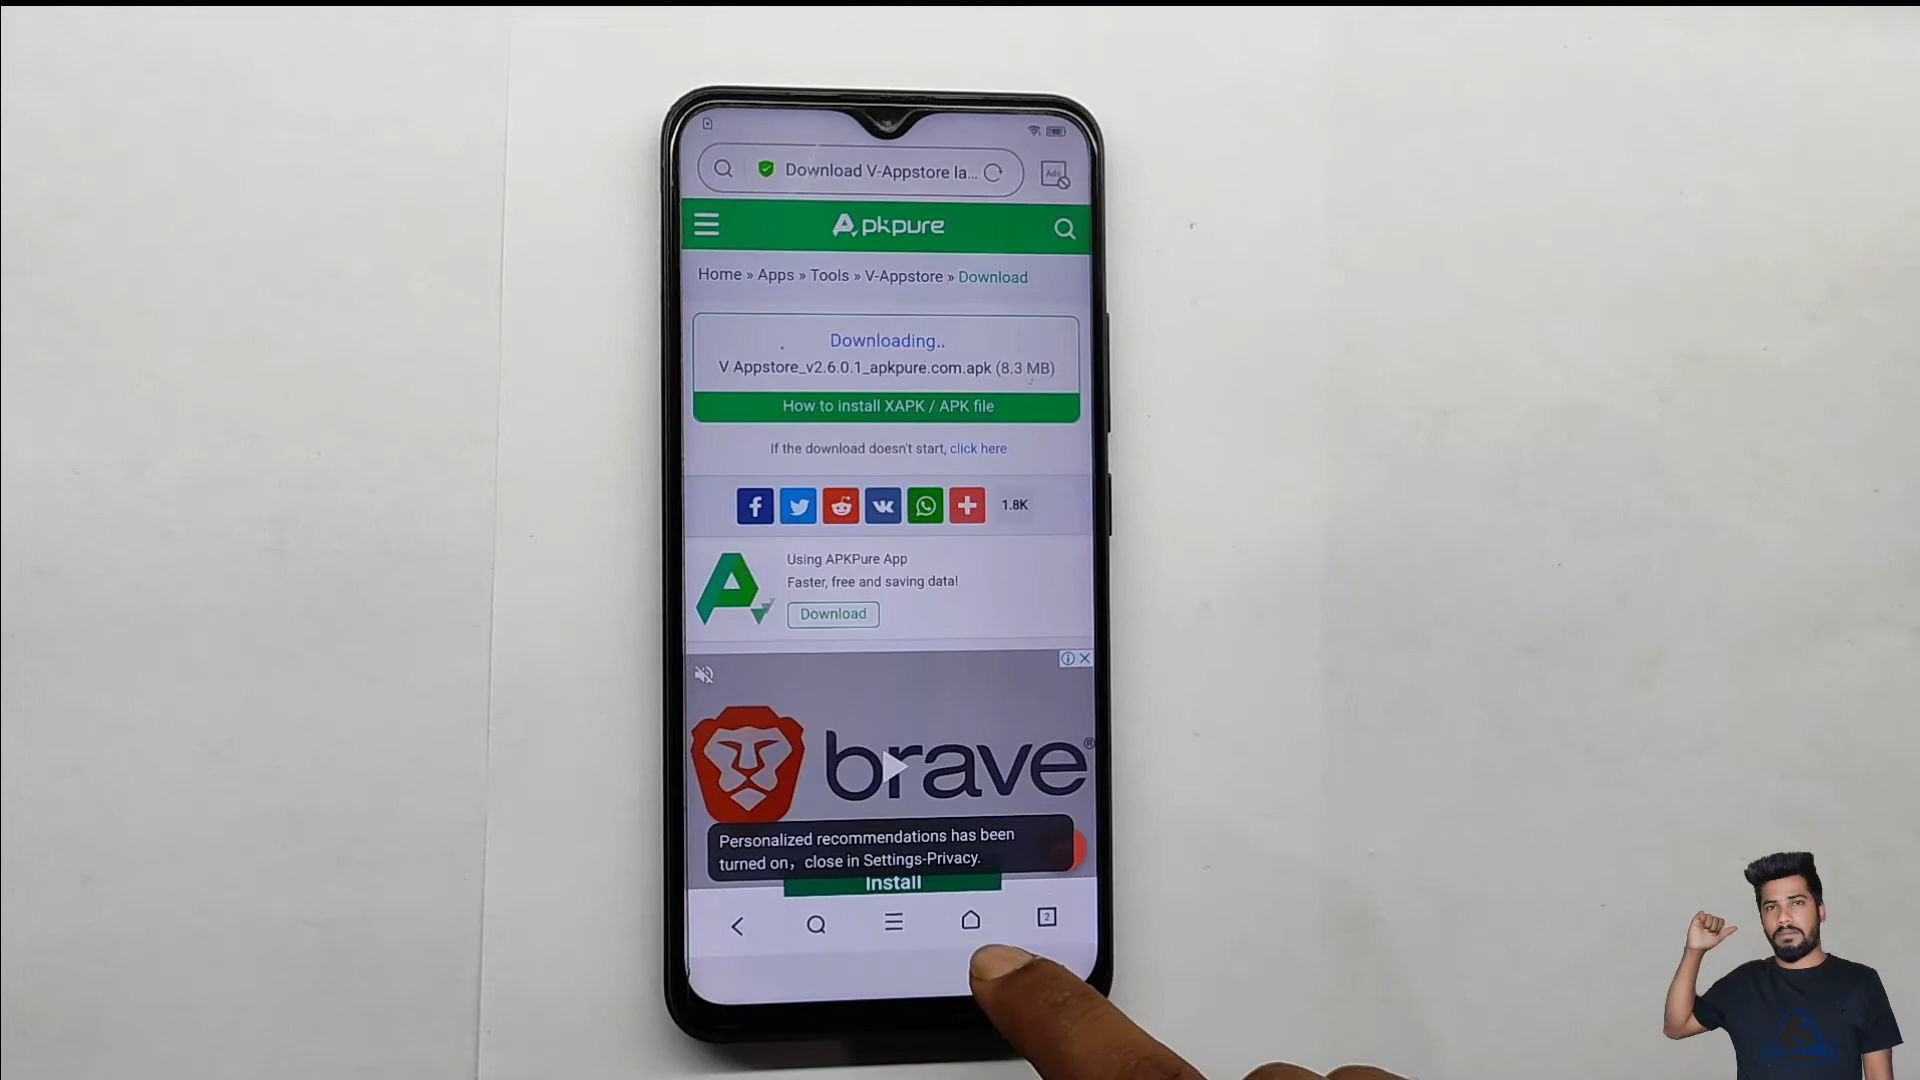 Download V-Appstore la...
Ads
Apkpure
Home » Apps » Tools » V-Appstore » Download
Downloading..
V Appstore_v2.6.0.1_apkpure.com.apk (8.3 MB)
How to install XAPK / APK file
If the download doesn't start, click here
1.8K
Using APKPure App
Faster, free and saving data!
Download
brave®
Personalized recommendations has been
turned on，close in Settings-Privacy.
Install
2